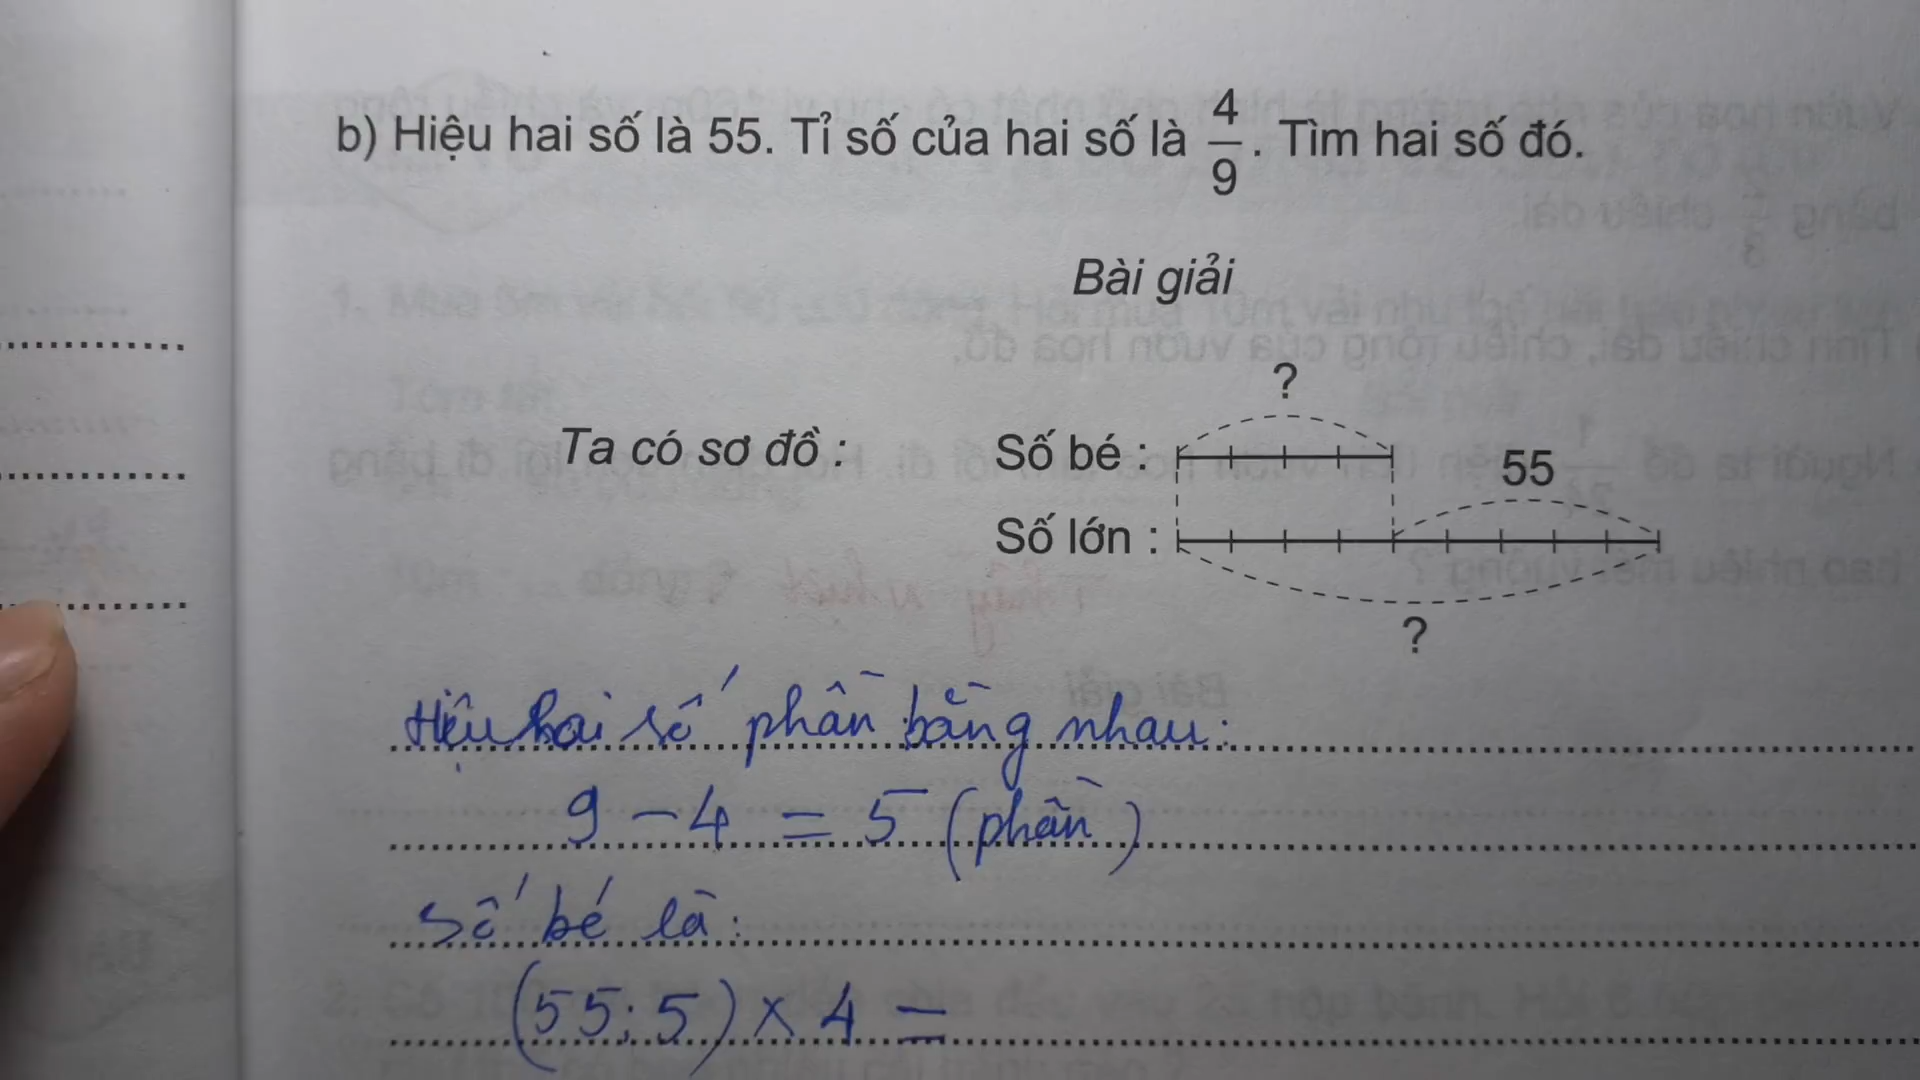 b) Hiệu hai số là 55. Tỉ số của hai số là 4/9. Tìm hai số đó.
Bài giải
?
Ta có sơ đồ : Số bé :
55
Số lớn :
?
Hiệu hai số phần bằng nhau:
9 - 4 = 5 (phần)
Số bé là:
(55:5) x 4 =